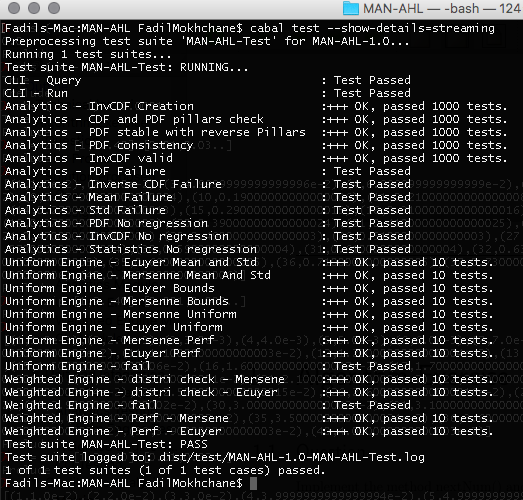 MAN-AHL — -bash — 124
[Fadils-Mac:MAN-AHL FadilMokhchane$ cabal test --show-details=streaming
Preprocessing test suite 'MAN-AHL-Test' for MAN-AHL-1.0...
Running 1 test suites...
Test suite MAN-AHL-Test: RUNNING...
CLI - Query : Test Passed
CLI - Run : Test Passed
Analytics - InvCDF Creation :+++ OK, passed 1000 tests.
Analytics - CDF and PDF pillars check :+++ OK, passed 1000 tests.
Analytics - PDF stable with reverse Pillars :+++ OK, passed 1000 tests.
Analytics - PDF consistency :+++ OK, passed 1000 tests.
Analytics - InvCDF valid :+++ OK, passed 1000 tests.
Analytics - PDF Failure : Test Passed
Analytics - Inverse CDF Failure : Test Passed
Analytics - Mean Failure : Test Passed
Analytics - Std Failure : Test Passed
Analytics - PDF No regression : Test Passed
Analytics - InvCDF No regression : Test Passed
Analytics - Statistics No regression : Test Passed
Uniform Engine - Ecuyer Mean and Std :+++ OK, passed 10 tests.
Uniform Engine - Mersenne Mean And Std :+++ OK, passed 10 tests.
Uniform Engine - Ecuyer Bounds :+++ OK, passed 10 tests.
Uniform Engine - Mersenne Bounds :+++ OK, passed 10 tests.
Uniform Engine - Mersenne Uniform :+++ OK, passed 10 tests.
Uniform Engine - Ecuyer Uniform :+++ OK, passed 10 tests.
Uniform Engine - Mersenee Perf :+++ OK, passed 10 tests.
Uniform Engine - Ecuyer Perf :+++ OK, passed 10 tests.
Uniform Engine - fail : Test Passed
Weighted Engine - distri check - Mersene :+++ OK, passed 10 tests.
Weighted Engine - distri check - Ecuyer :+++ OK, passed 10 tests.
Weighted Engine - fail : Test Passed
Weighted Engine - Perf - Mersene :+++ OK, passed 10 tests.
Weighted Engine - Perf - Ecuyer :+++ OK, passed 10 tests.
Test suite MAN-AHL-Test: PASS
Test suite logged to: dist/test/MAN-AHL-1.0-MAN-AHL-Test.log
1 of 1 test suites (1 of 1 test cases) passed.
Fadils-Mac:MAN-AHL FadilMokhchane$